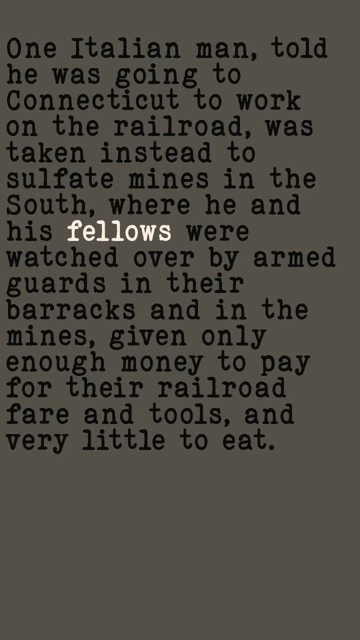 One Italian man, told
he was going to
Connecticut to work
on the railroad, was
taken instead to
sulfate mines in the
South, where he and
his fellows were
watched over by armed
guards in their
barracks and in the
mines, given only
enough money to pay
for their railroad
fare and tools, and
very little to eat.